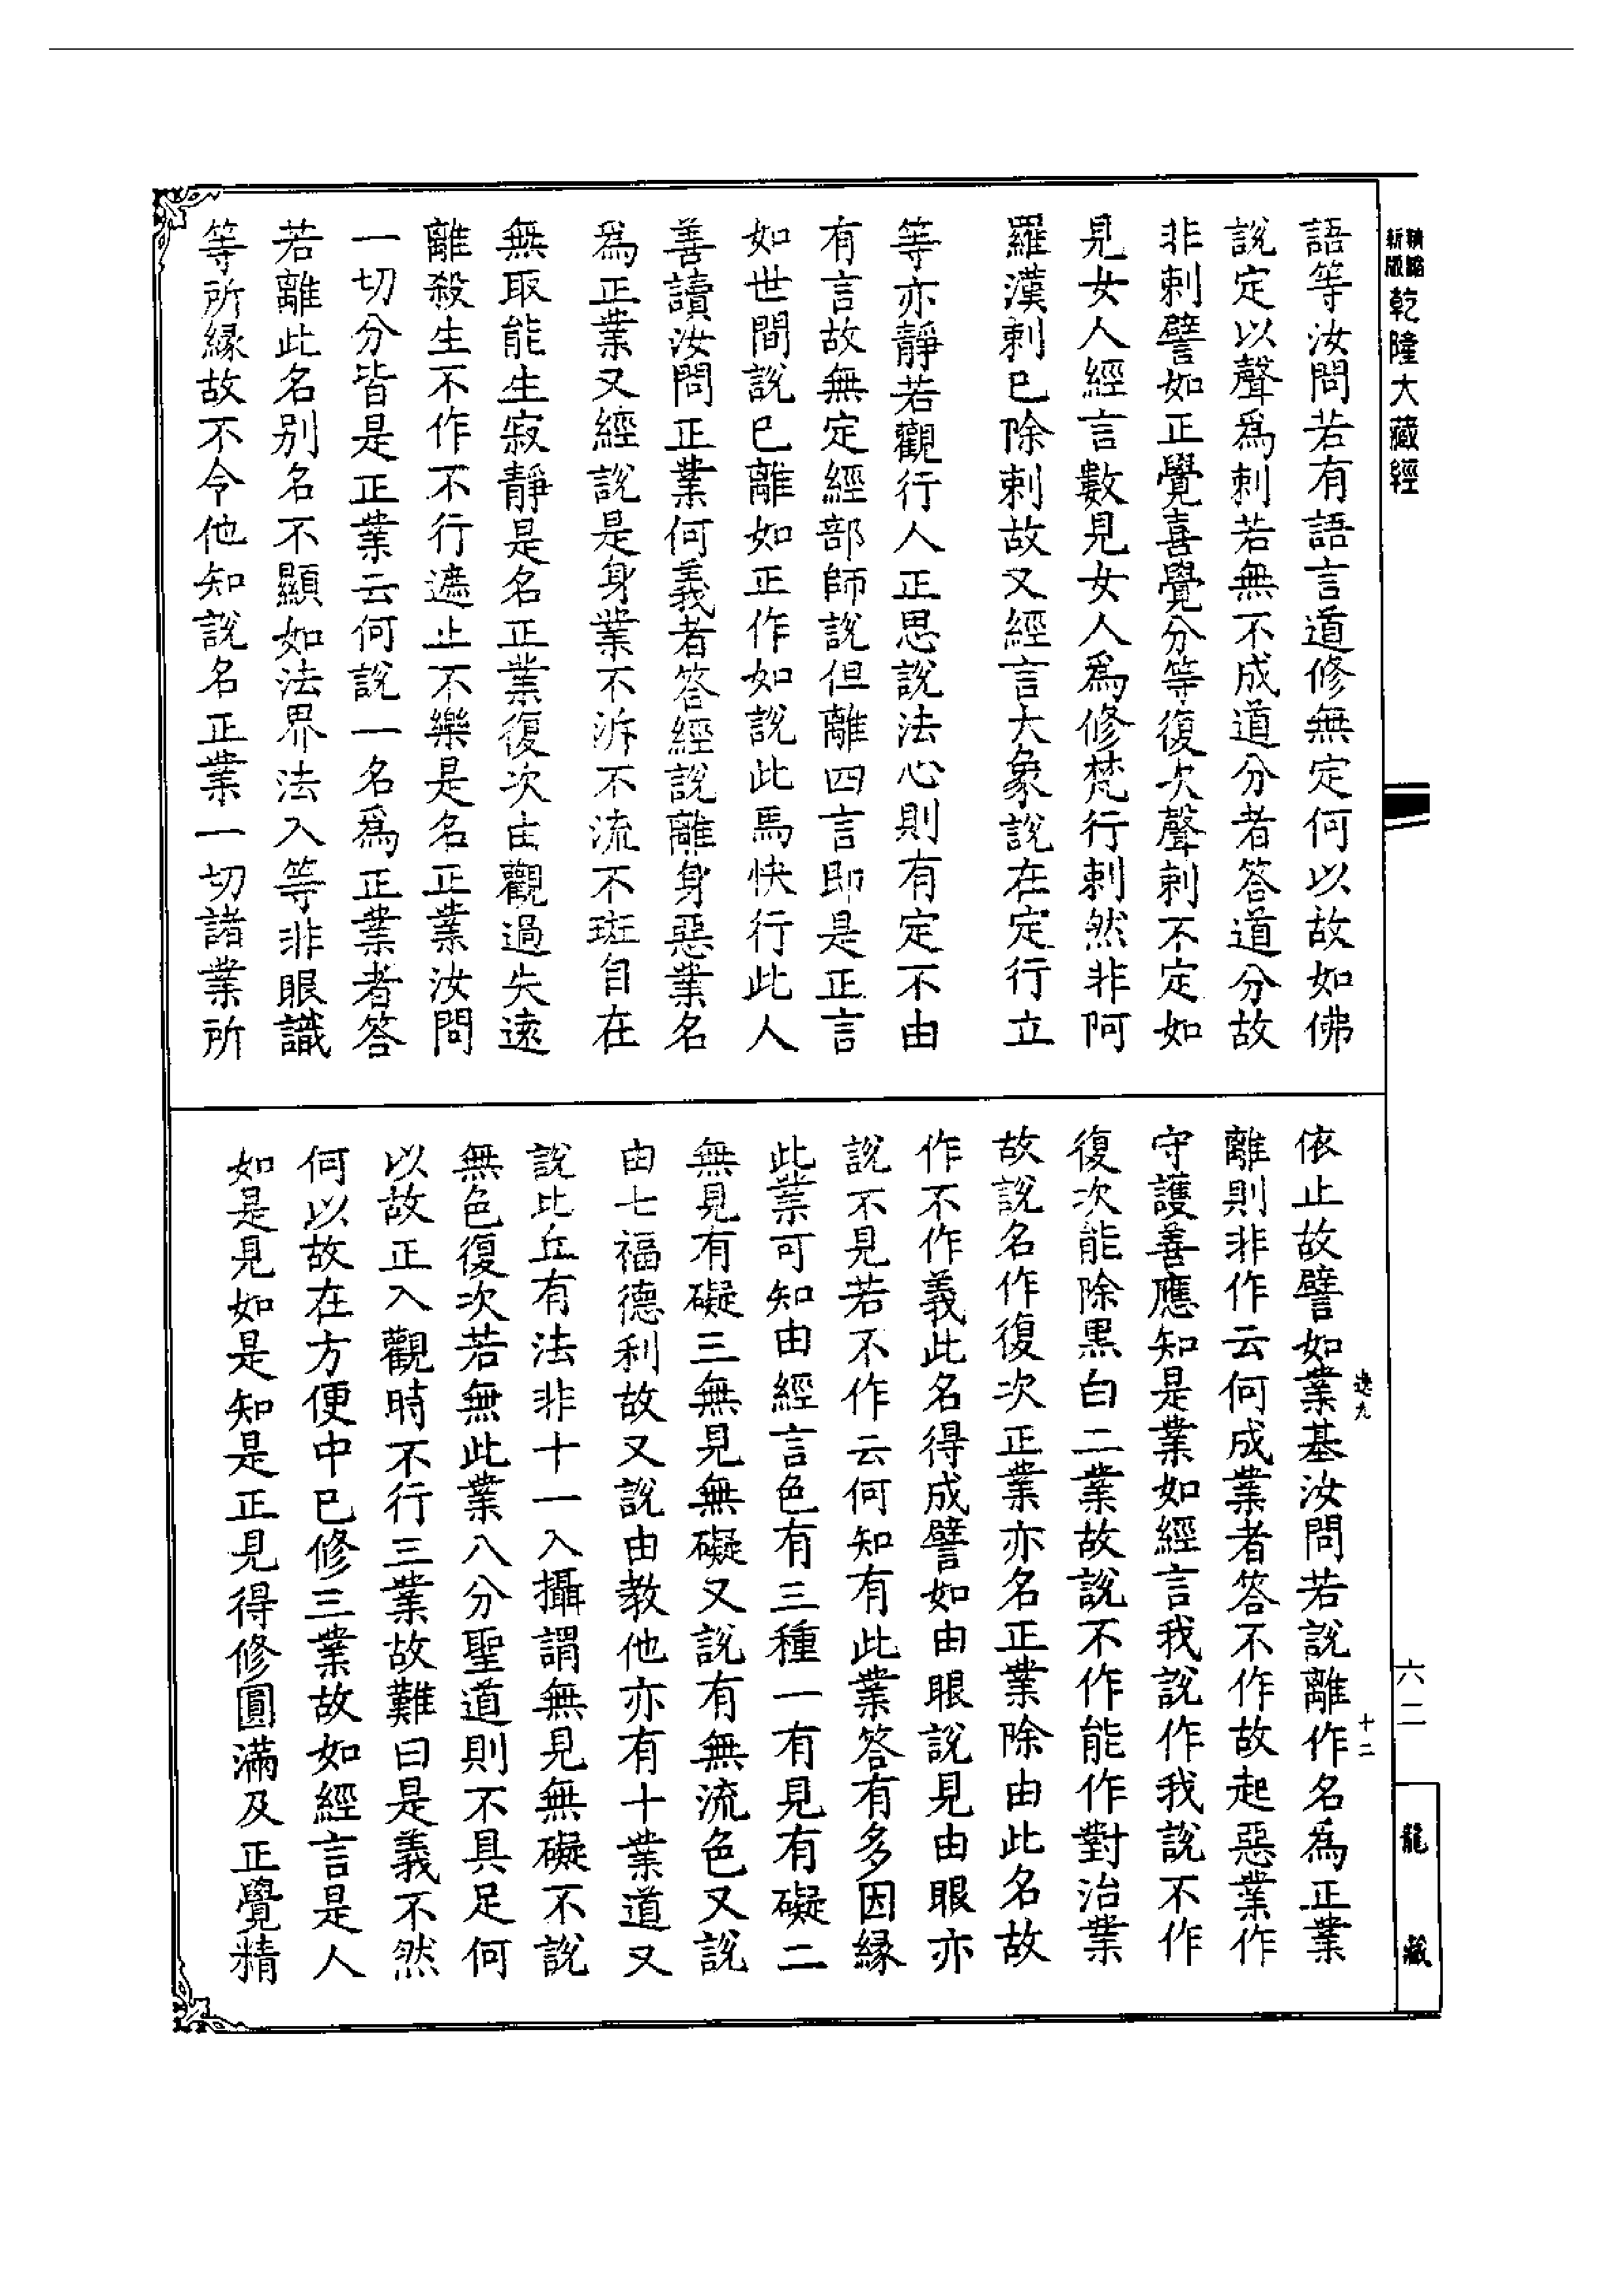 精縮
新版
乾隆大藏經
語等汝問若有語言道修無定何以故如佛
說定以聲爲刺若無不成道分者答道分故
非刺譬如正覺喜覺分等復次聲刺不定如
見女人經言數見女人爲修梵行刺然非阿
羅漢刺已除刺故又經言大象說在定行立
等亦靜若觀行人正思說法心則有定不由
有言故無定經部師說但離四言即是正言
如世間說已離如正作如說此馬快行此人
善讀汝問正業何義者答經說離身惡業名
爲正業又經說是身業不泝不流不斑自在
無取能生寂靜是名正業復次由觀過失遠
離殺生不作不行遮止不樂是名正業汝問
一切分皆是正業云何說一名爲正業者答
若離此名別名不顯如法界法入等非眼識
等所緣故不令他知說名正業一切諸業所
依止故譬如業基汝問若說離作名爲正業
離則非作云何成業者答不作故起惡業作
守護善應知是業如經言我說作我說不作
復次能除黑白二業故說不作能作對治業
故說名作復次正業亦名正業除由此名故
作不作義此名得成譬如由眼說見由眼亦
說不見若不作云何知有此業答有多因緣
此業可知由經言色有三種一有見有礙二
無見有礙三無見無礙又說有無流色又說
由七福德利故又說由教他亦有十業道又
說比丘有法非十一入攝謂無見無礙不說
無色復次若無此業八分聖道則不具足何
以故正入觀時不行三業故難曰是義不然
何以故在方便中已修三業故如經言是人
如是見如是知是正見得修圓滿及正覺精
逸九
十二
六二
龍藏